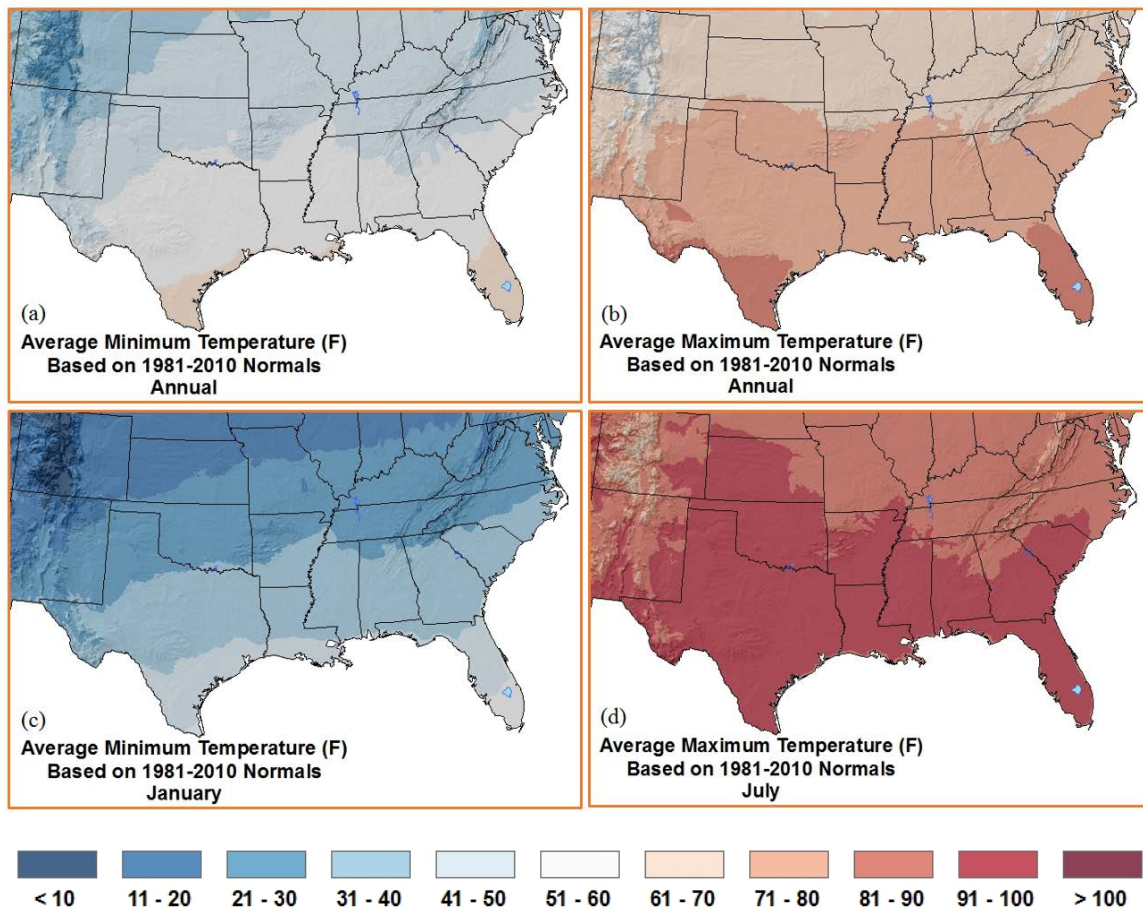 (a)
Average Minimum Temperature (F)
Based on 1981-2010 Normals
Annual
(b)
Average Maximum Temperature (F)
Based on 1981-2010 Normals
Annual
(c)
Average Minimum Temperature (F)
Based on 1981-2010 Normals
January
(d)
Average Maximum Temperature (F)
Based on 1981-2010 Normals
July
< 10 11 - 20 21 - 30 31 - 40 41 - 50 51 - 60 61 - 70 71 - 80 81 - 90 91 - 100 > 100